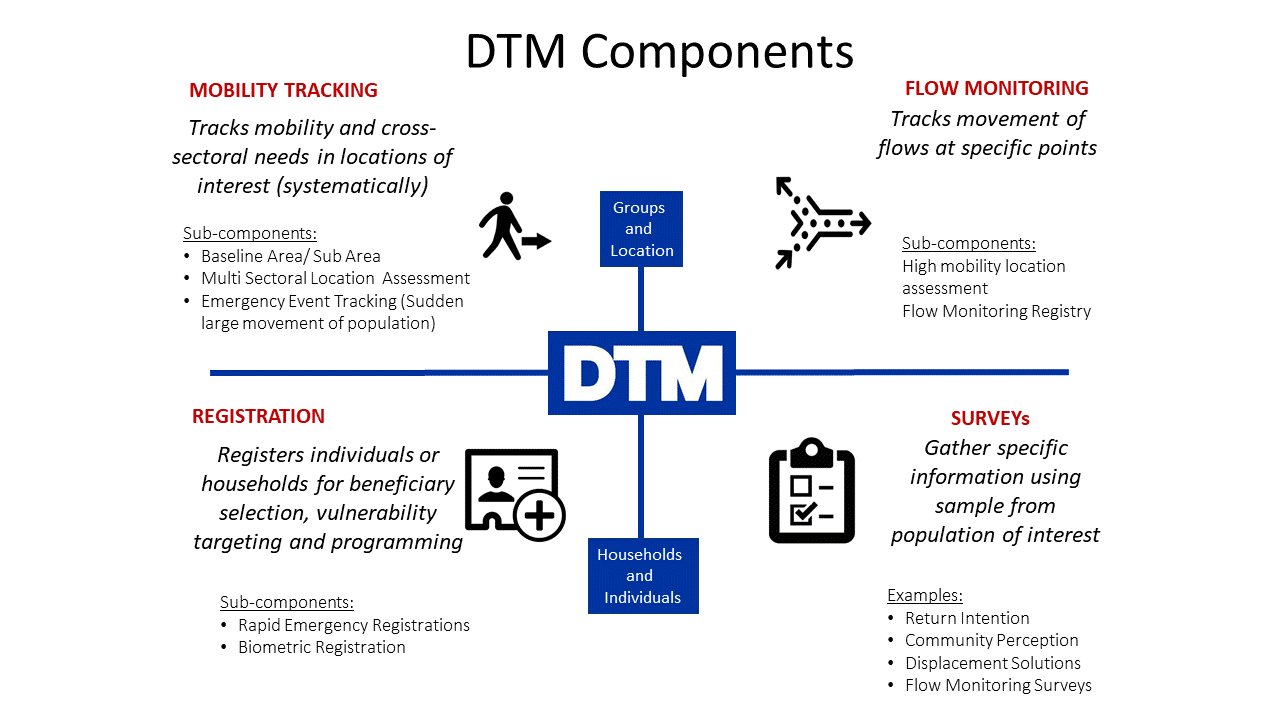 DTM Components
MOBILITY TRACKING
Tracks mobility and cross-
sectoral needs in locations of
interest (systematically)
Sub-components:
• Baseline Area/ Sub Area
• Multi Sectoral Location Assessment
• Emergency Event Tracking (Sudden
large movement of population)
Groups
and
Location
FLOW MONITORING
Tracks movement of
flows at specific points
Sub-components:
High mobility location
assessment
Flow Monitoring Registry
DTM
REGISTRATION
Registers individuals or
households for beneficiary
selection, vulnerability
targeting and programming
Sub-components:
• Rapid Emergency Registrations
• Biometric Registration
Households
and
Individuals
SURVEYs
Gather specific
information using
sample from
population of interest
Examples:
• Return Intention
• Community Perception
• Displacement Solutions
• Flow Monitoring Surveys